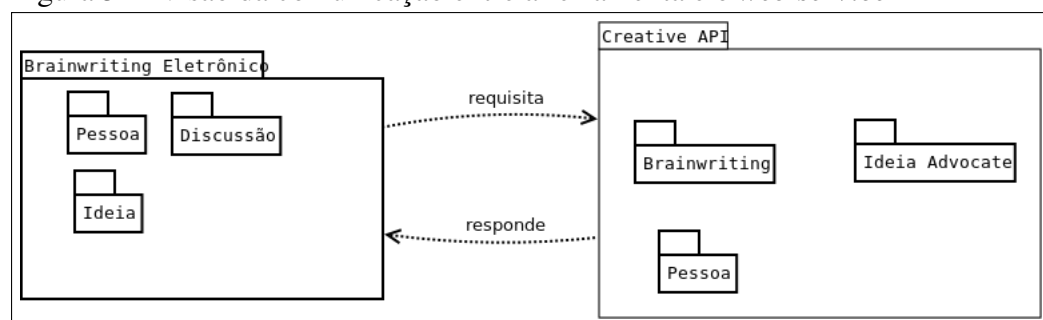 Brainwriting Eletrônico
Pessoa
Discussão
Ideia
requisita
responde
Creative API
Brainwriting
Ideia Advocate
Pessoa